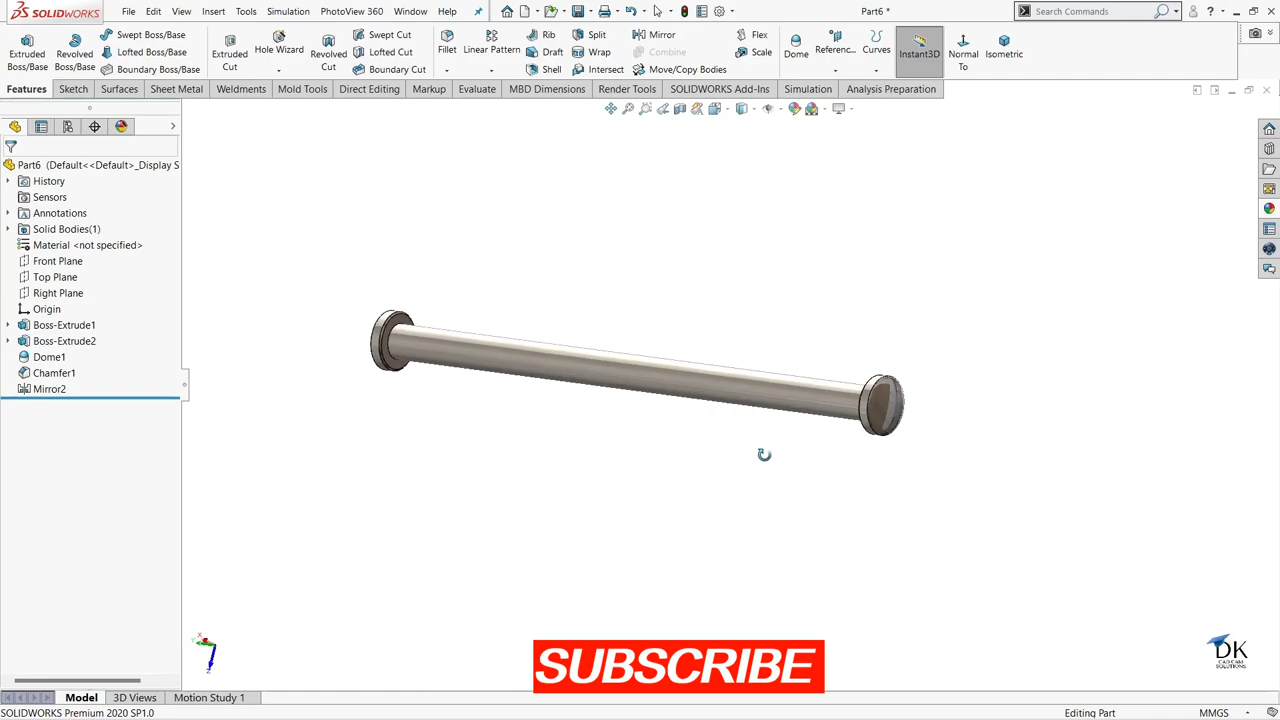 SOLIDWORKS
File Edit View Insert Tools Simulation PhotoView 360 Window Help
Part6 *
Search Commands
Extruded Boss/Base
Revolved Boss/Base
Swept Boss/Base
Lofted Boss/Base
Boundary Boss/Base
Extruded Cut
Hole Wizard
Revolved Cut
Swept Cut
Lofted Cut
Boundary Cut
Fillet
Linear Pattern
Rib
Draft
Shell
Split
Wrap
Intersect
Mirror
Combine
Move/Copy Bodies
Flex
Scale
Dome
Referenc...
Curves
Instant3D
Normal To
Isometric
Features Sketch Surfaces Sheet Metal Weldments Mold Tools Direct Editing Markup Evaluate MBD Dimensions Render Tools SOLIDWORKS Add-Ins Simulation Analysis Preparation
Part6 (Default<<Default>_Display S
History
Sensors
Annotations
Solid Bodies(1)
Material <not specified>
Front Plane
Top Plane
Right Plane
Origin
Boss-Extrude1
Boss-Extrude2
Dome1
Chamfer1
Mirror2
SUBSCRIBE
DK
CAD CAM
SOLUTIONS
Model 3D Views Motion Study 1
SOLIDWORKS Premium 2020 SP1.0
Editing Part
MMGS